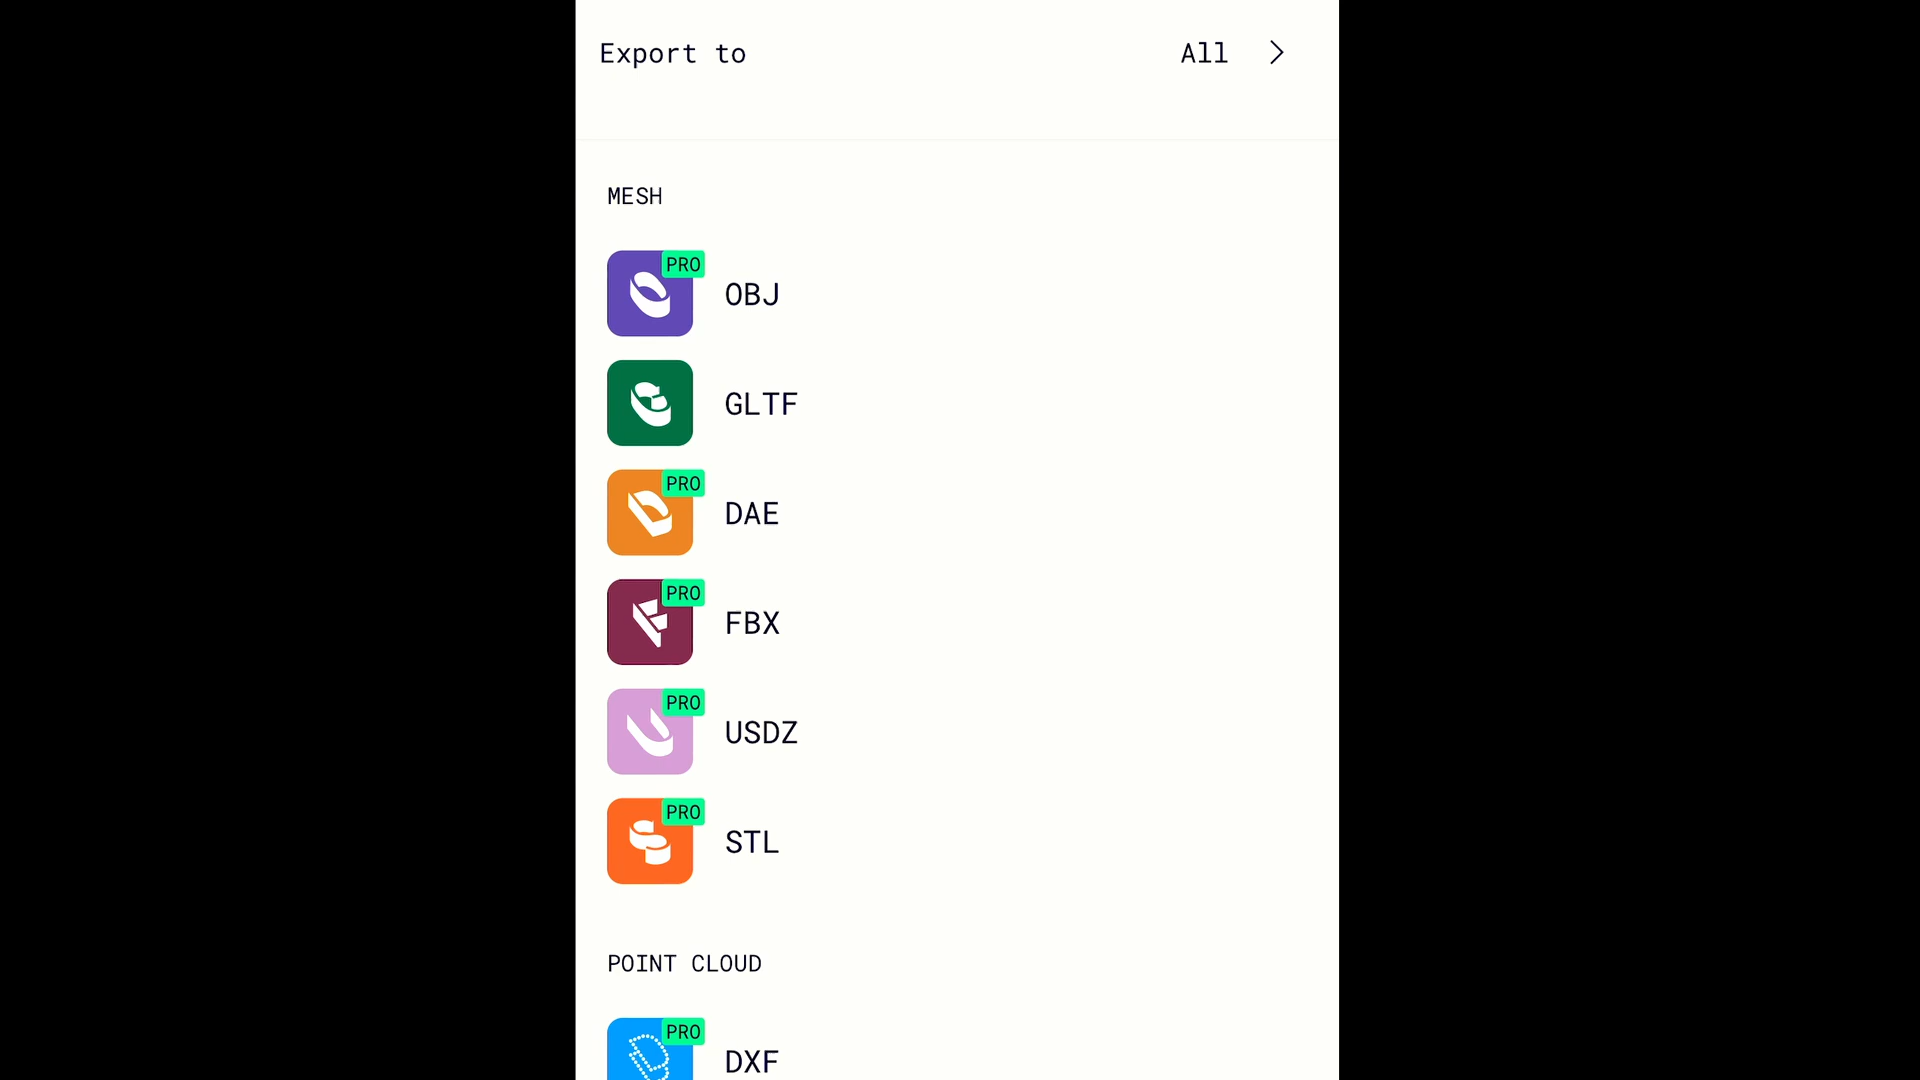 Export to All
MESH
PRO
OBJ
GLTF
PRO
DAE
PRO
FBX
PRO
USDZ
PRO
STL
POINT CLOUD
PRO
DXF